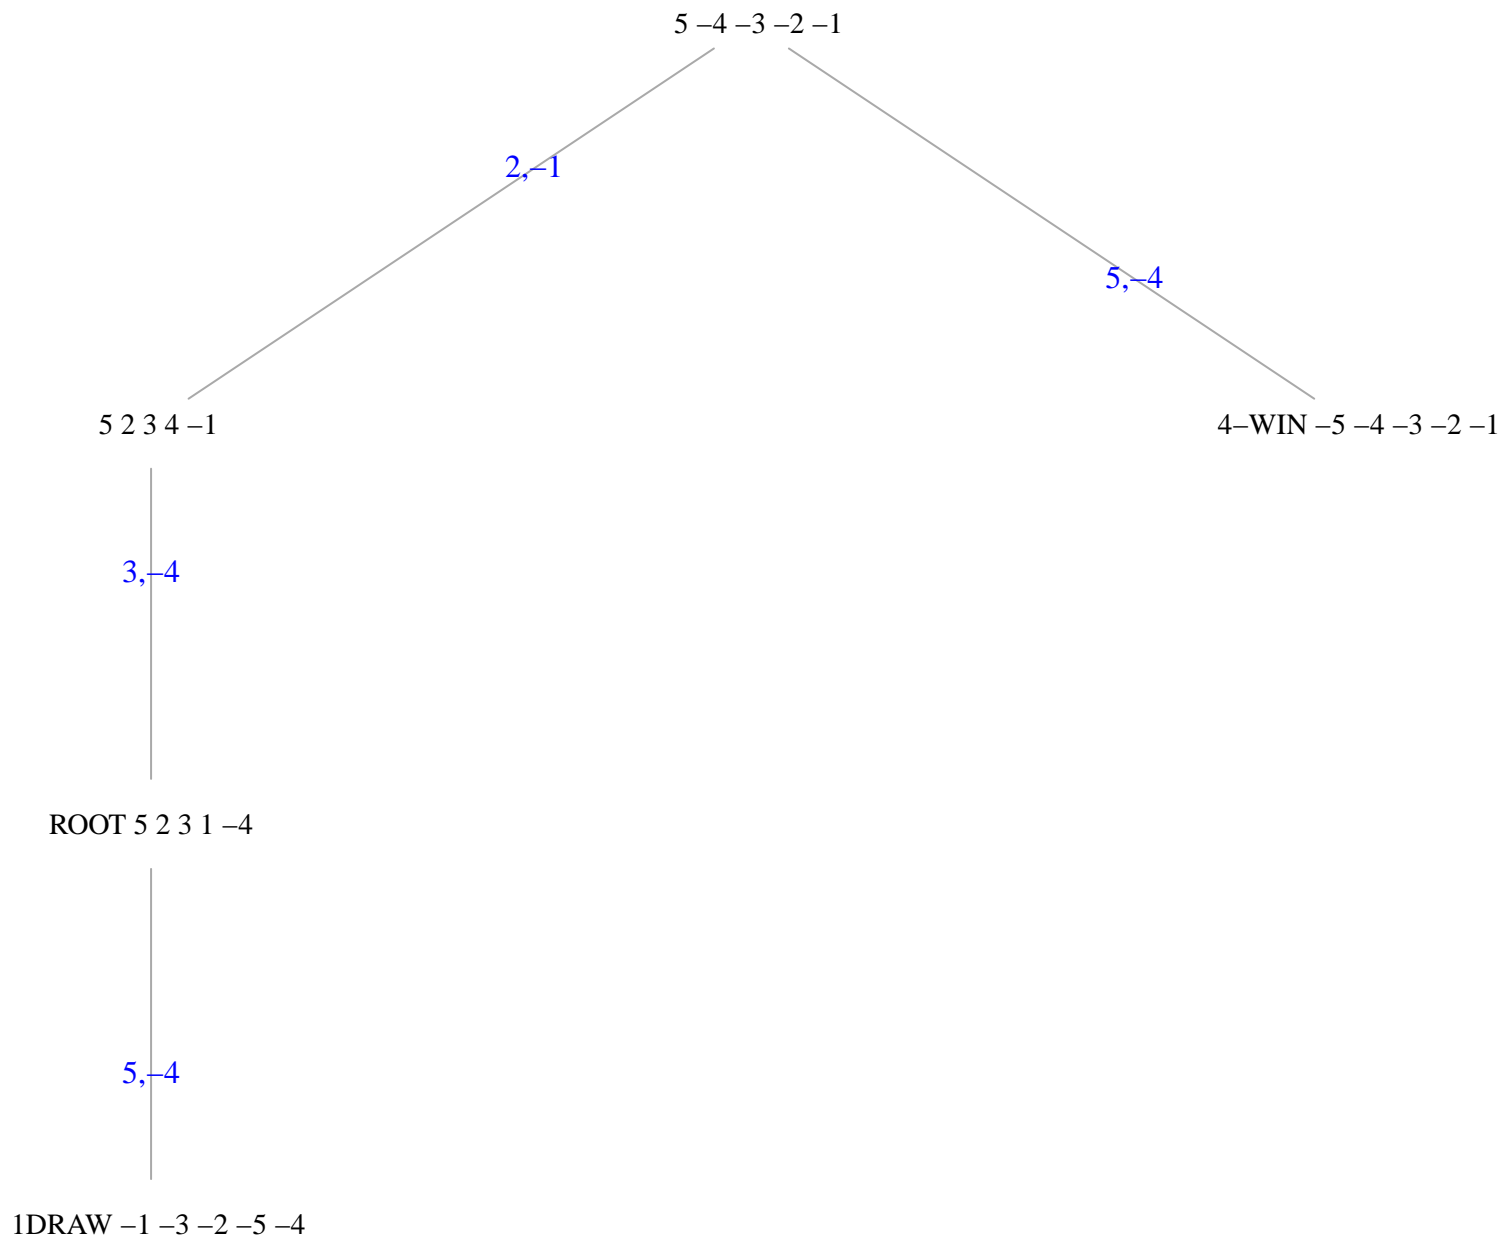 5 –4 –3 –2 –1
2,–1
5,–4
5 2 3 4 –1
4–WIN –5 –4 –3 –2 –1
3,–4
ROOT 5 2 3 1 –4
5,–4
1DRAW –1 –3 –2 –5 –4